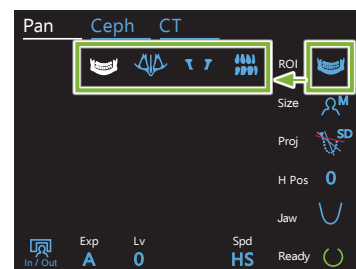 Pan Ceph CT
ROI
Size M
Proj SD
H Pos 0
Jaw
Exp Lv Spd
In / Out A 0 HS Ready